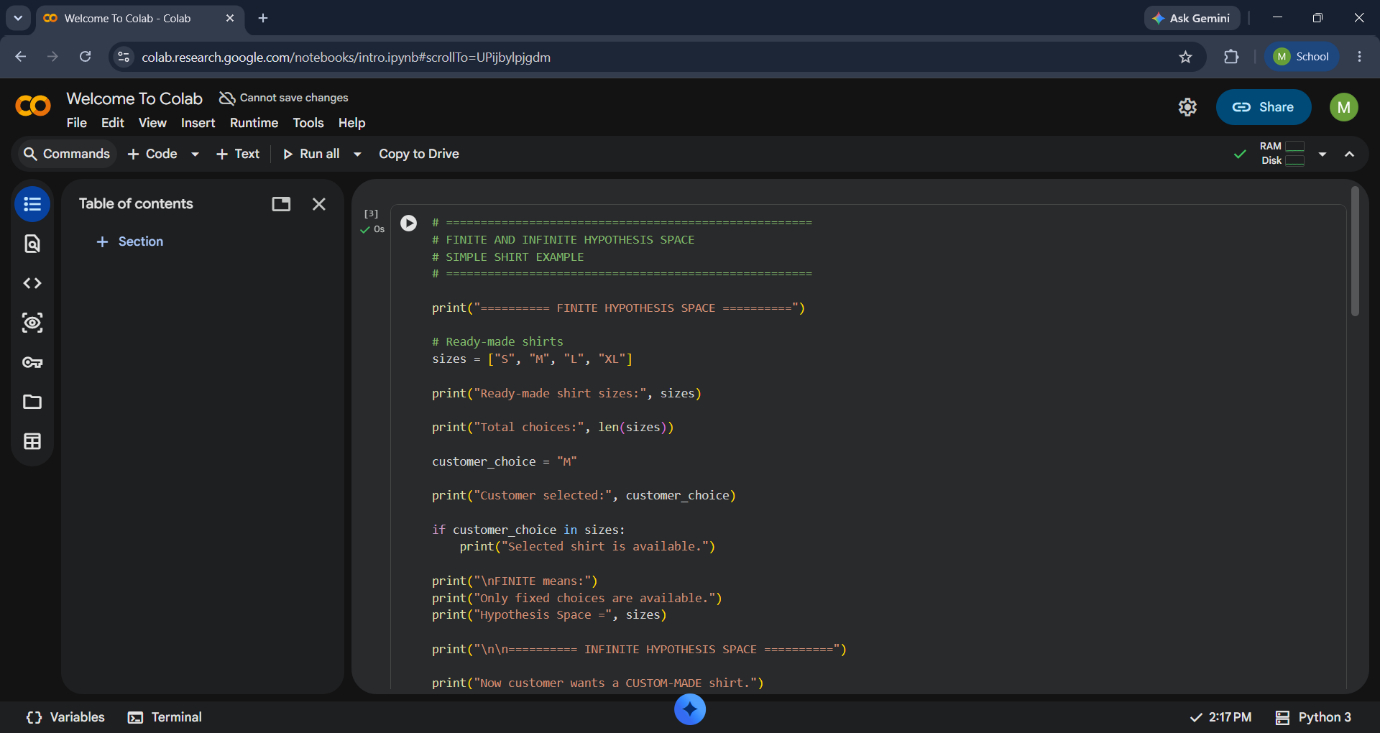 Welcome To Colab - Colab
Ask Gemini
colab.research.google.com/notebooks/intro.ipynb#scrollTo=UPijbylpjgdm
M School
Welcome To Colab
Cannot save changes
File Edit View Insert Runtime Tools Help
Share
M
Commands + Code + Text Run all Copy to Drive
RAM
Disk
Table of contents
+ Section
[3]
0s
# =====================================================
# FINITE AND INFINITE HYPOTHESIS SPACE
# SIMPLE SHIRT EXAMPLE
# =====================================================
print("========== FINITE HYPOTHESIS SPACE ==========")
# Ready-made shirts
sizes = ["S", "M", "L", "XL"]
print("Ready-made shirt sizes:", sizes)
print("Total choices:", len(sizes))
customer_choice = "M"
print("Customer selected:", customer_choice)
if customer_choice in sizes:
    print("Selected shirt is available.")
print("\nFINITE means:")
print("Only fixed choices are available.")
print("Hypothesis Space =", sizes)
print("\n\n========== INFINITE HYPOTHESIS SPACE ==========")
print("Now customer wants a CUSTOM-MADE shirt.")
{} Variables
Terminal
2:17 PM
Python 3